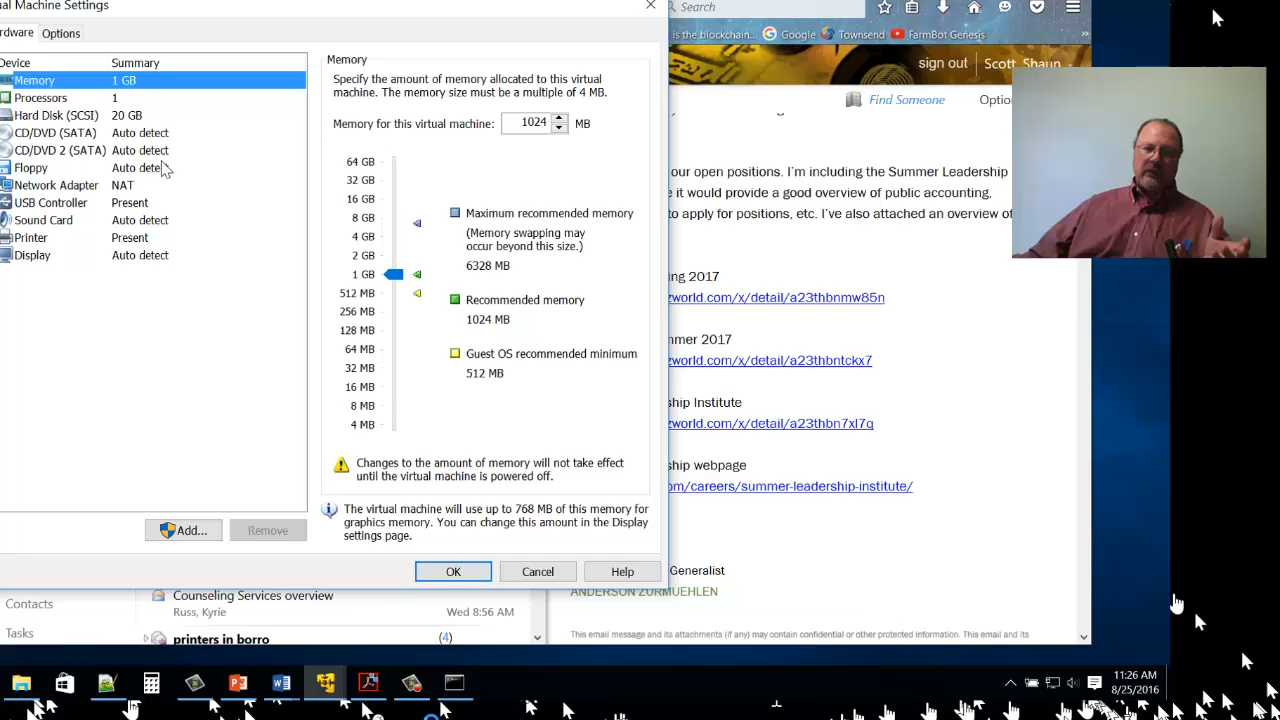 ual Machine Settings
rdware Options
Device Summary
Memory 1 GB
Processors 1
Hard Disk (SCSI) 20 GB
CD/DVD (SATA) Auto detect
CD/DVD 2 (SATA) Auto detect
Floppy Auto detect
Network Adapter NAT
USB Controller Present
Sound Card Auto detect
Printer Present
Display Auto detect
Add... Remove
Memory
Specify the amount of memory allocated to this virtual
machine. The memory size must be a multiple of 4 MB.
Memory for this virtual machine: 1024 MB
64 GB
32 GB
16 GB
8 GB
4 GB
2 GB
1 GB
512 MB
256 MB
128 MB
64 MB
32 MB
16 MB
8 MB
4 MB
Maximum recommended memory
(Memory swapping may
occur beyond this size.)
6328 MB
Recommended memory
1024 MB
Guest OS recommended minimum
512 MB
Changes to the amount of memory will not take effect
until the virtual machine is powered off.
The virtual machine will use up to 768 MB of this memory for
graphics memory. You can change this amount in the Display
settings page.
OK Cancel Help
Search
is the blockchain... Google Townsend FarmBot Genesis
sign out Scott, Shaun
Find Someone Optio
our open positions. I'm including the Summer Leadership
e it would provide a good overview of public accounting,
to apply for positions, etc. I've also attached an overview of
ing 2017
zworld.com/x/detail/a23thbnmw85n
mer 2017
zworld.com/x/detail/a23thbntckx7
ship Institute
zworld.com/x/detail/a23thbn7xl7q
ship webpage
om/careers/summer-leadership-institute/
Generalist
ANDERSON ZURMUEHLEN
This email message and its attachments (if any) may contain confidential or other protected information. This email and its
Contacts
Tasks
Counseling Services overview
Russ, Kyrie Wed 8:56 AM
printers in borro (4)
11:26 AM
8/25/2016